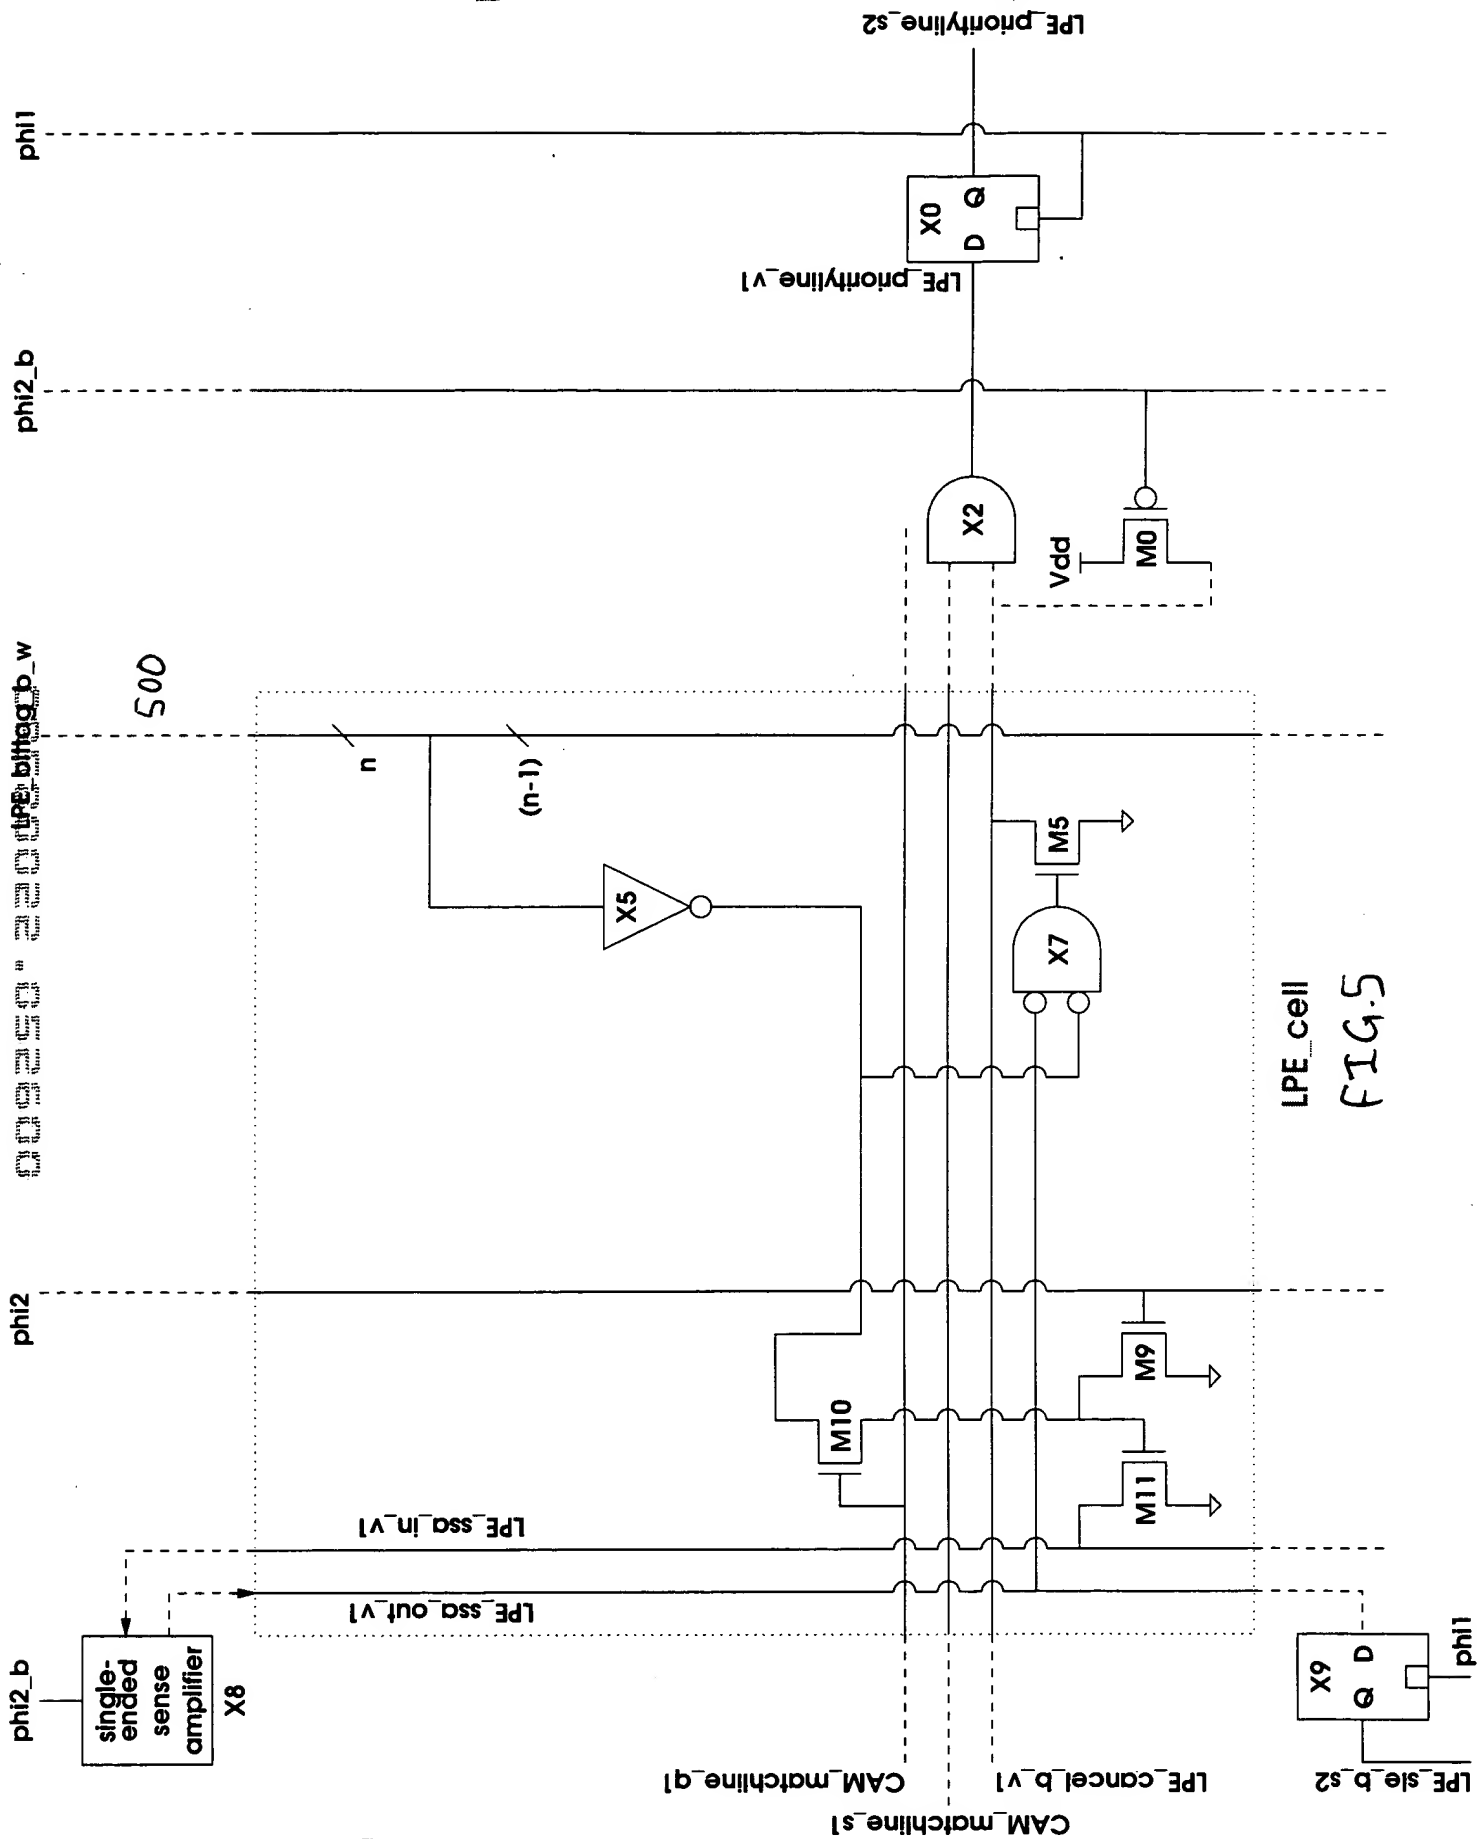 phi2_b
phi2
LPE_bittag_b_w
phi2_b
phi1
500
single-
ended
sense
amplifier
X8
LPE_ssa_in_v1
LPE_ssa_out_v1
n
(n-1)
X5
M10
CAM_matchline_q1
CAM_matchline_s1
LPE_cancel_b_v1
X7
M5
M9
M11
X2
Vdd
M0
LPE_priorityline_v1
X0
D
Q
LPE_priorityline_s2
X9
Q
D
phi1
LPE_sle_b_s2
LPE_cell
FIG.5